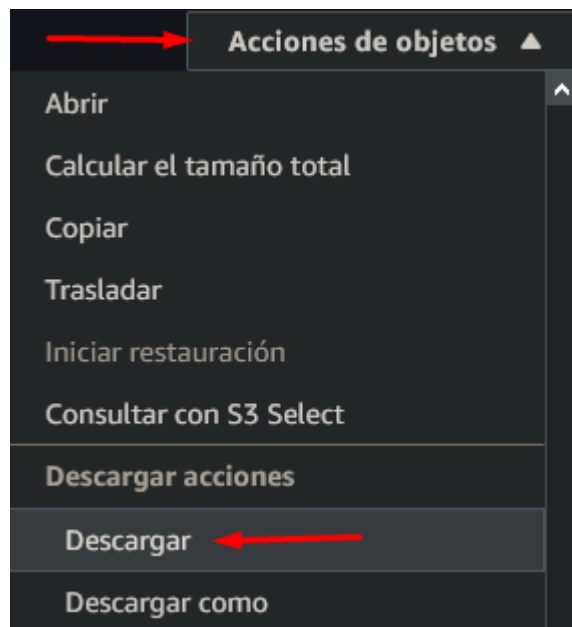 Acciones de objetos
Abrir
Calcular el tamaño total
Copiar
Trasladar
Iniciar restauración
Consultar con S3 Select
Descargar acciones
Descargar
Descargar como